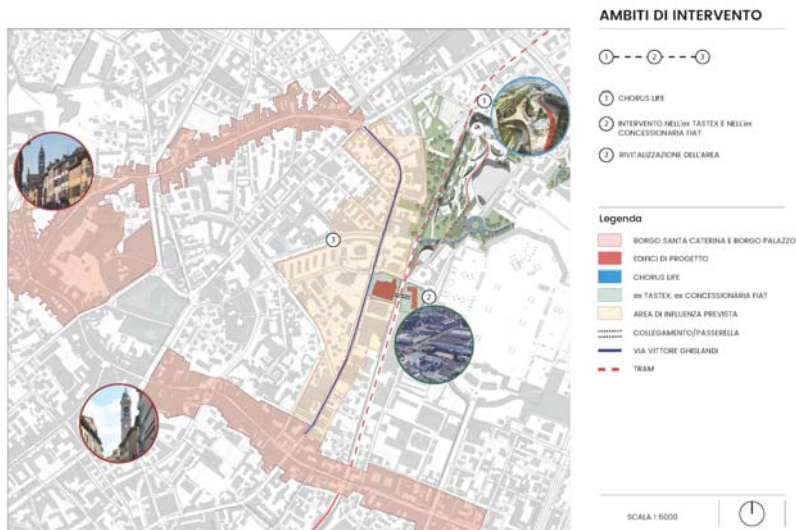 AMBITI DI INTERVENTO
1 2 3
1 CHORUS LIFE
2 INTERVENTO NELL'ex TASTEX E NELL'ex
CONCESSIONARIA FIAT
3 RIVITALIZZAZIONE DELL'AREA
Legenda
BORGO SANTA CATERINA E BORGO PALAZZO
EDIFICI DI PROGETTO
CHORUS LIFE
ex TASTEX, ex CONCESSIONARIA FIAT
AREA DI INFLUENZA PREVISTA
COLLEGAMENTO/PASSERELLA
VIA VITTORE GHISLANDI
TRAM
SCALA 1:6000
1
3
2